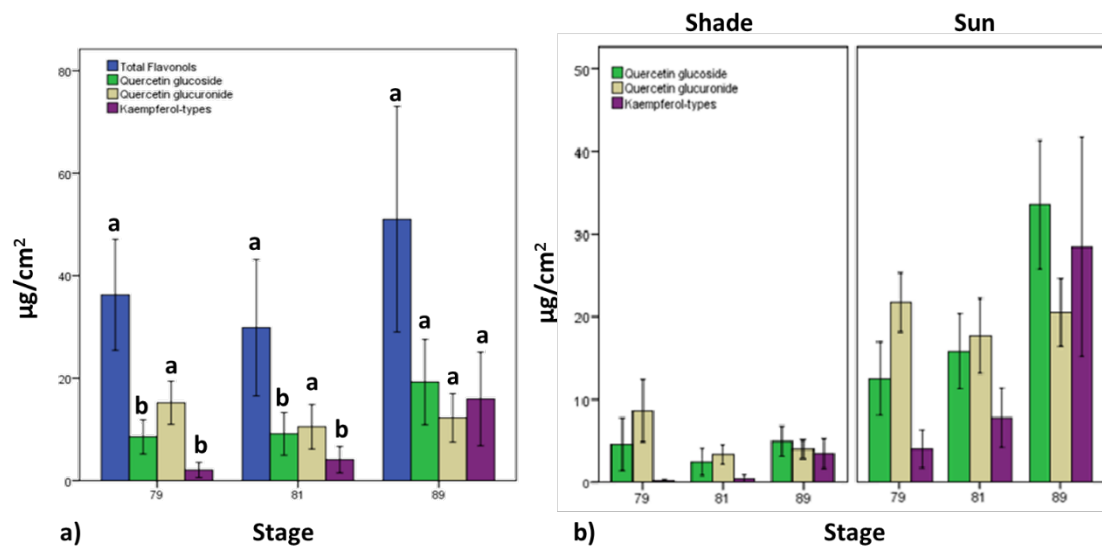 Total Flavonols
Quercetin glucoside
Quercetin glucuronide
Kaempferol-types
80
60
40
20
0
µg/cm²
a
b
a
b
a
b
a
b
a
a
a
a
79
81
89
a)
Stage
Shade
Sun
Quercetin glucoside
Quercetin glucuronide
Kaempferol-types
50
40
30
20
10
0
µg/cm²
79
81
89
79
81
89
b)
Stage